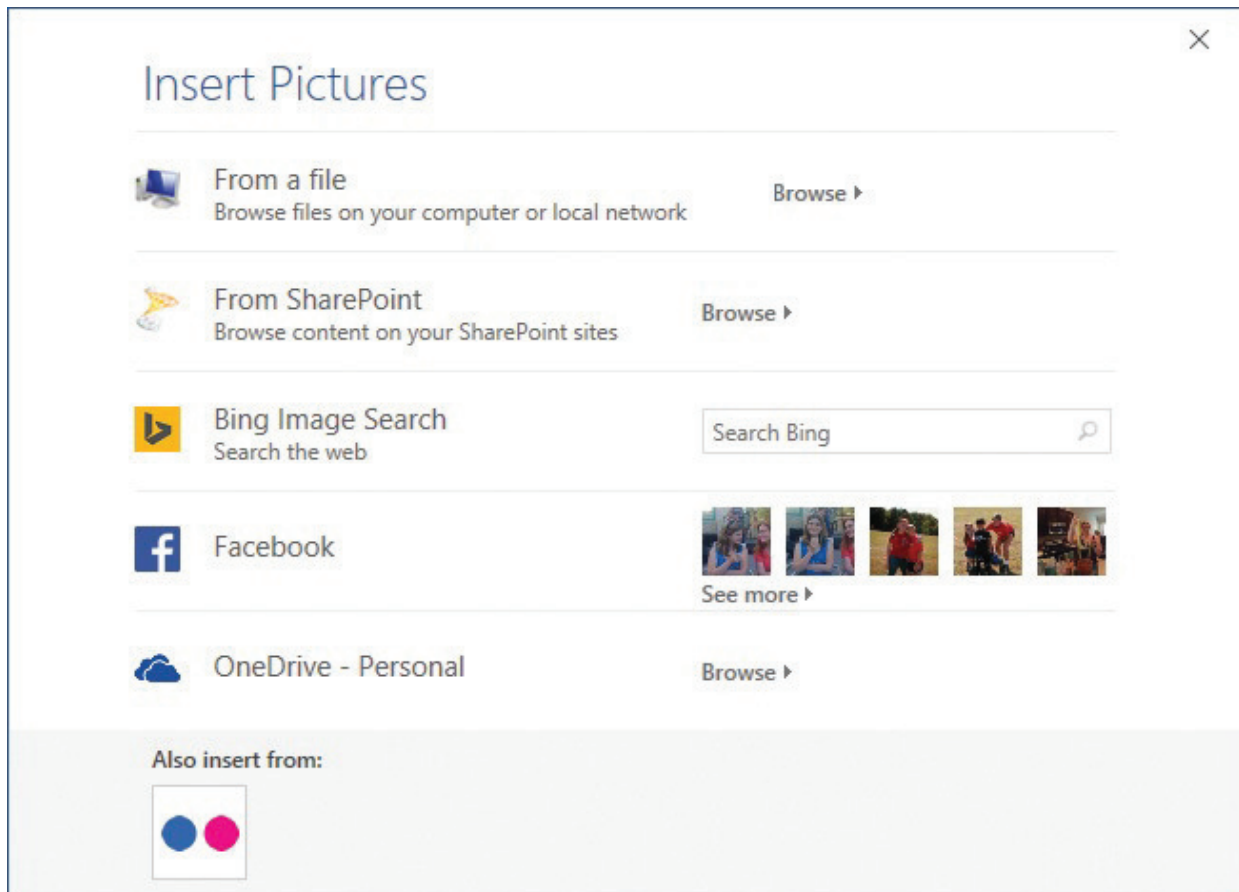 Insert Pictures
From a file
Browse files on your computer or local network
Browse
From SharePoint
Browse content on your SharePoint sites
Browse
Bing Image Search
Search the web
Search Bing
Facebook
See more
OneDrive - Personal
Browse
Also insert from: